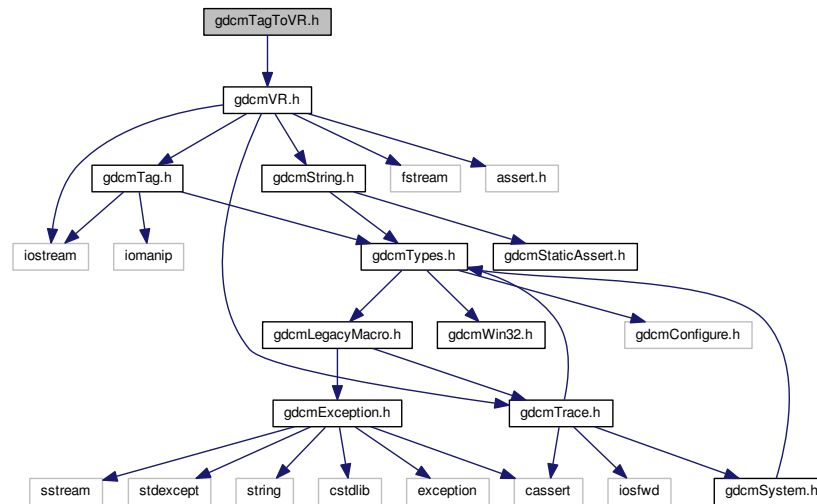 gdcmTagToVR.h
gdcmVR.h
gdcmTag.h
gdcmString.h
fstream
assert.h
iostream
iomanip
gdcmTypes.h
gdcmStaticAssert.h
gdcmLegacyMacro.h
gdcmWin32.h
gdcmConfigure.h
gdcmException.h
gdcmTrace.h
sstream
stdexcept
string
cstdlib
exception
cassert
iosfwd
gdcmSystem.h